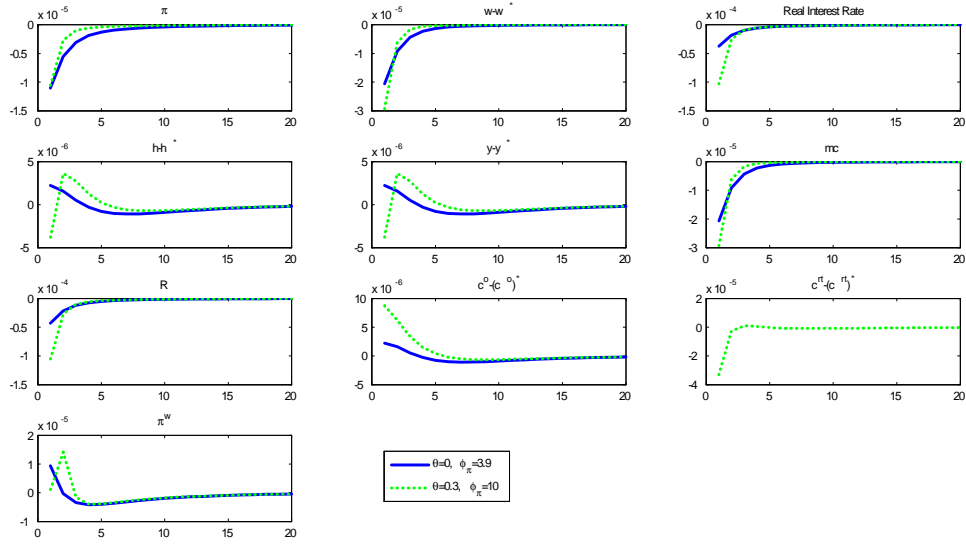 π
x 10⁻⁵
0
-0.5
-1
-1.5
0 5 10 15 20
w-w*
x 10⁻⁵
0
-1
-2
-3
0 5 10 15 20
Real Interest Rate
x 10⁻⁴
0
-0.5
-1
-1.5
0 5 10 15 20
h-h*
x 10⁻⁶
5
0
-5
0 5 10 15 20
y-y*
x 10⁻⁶
5
0
-5
0 5 10 15 20
mc
x 10⁻⁵
0
-1
-2
-3
0 5 10 15 20
R
x 10⁻⁴
0
-0.5
-1
-1.5
0 5 10 15 20
cᵒ-(cᵒ)*
x 10⁻⁶
10
5
0
-5
0 5 10 15 20
cʳᵗ-(cʳᵗ)*
x 10⁻⁵
2
0
-2
-4
0 5 10 15 20
πʷ
x 10⁻⁵
2
1
0
-1
0 5 10 15 20
θ=0, ϕ_π=3.9
θ=0.3, ϕ_π=10